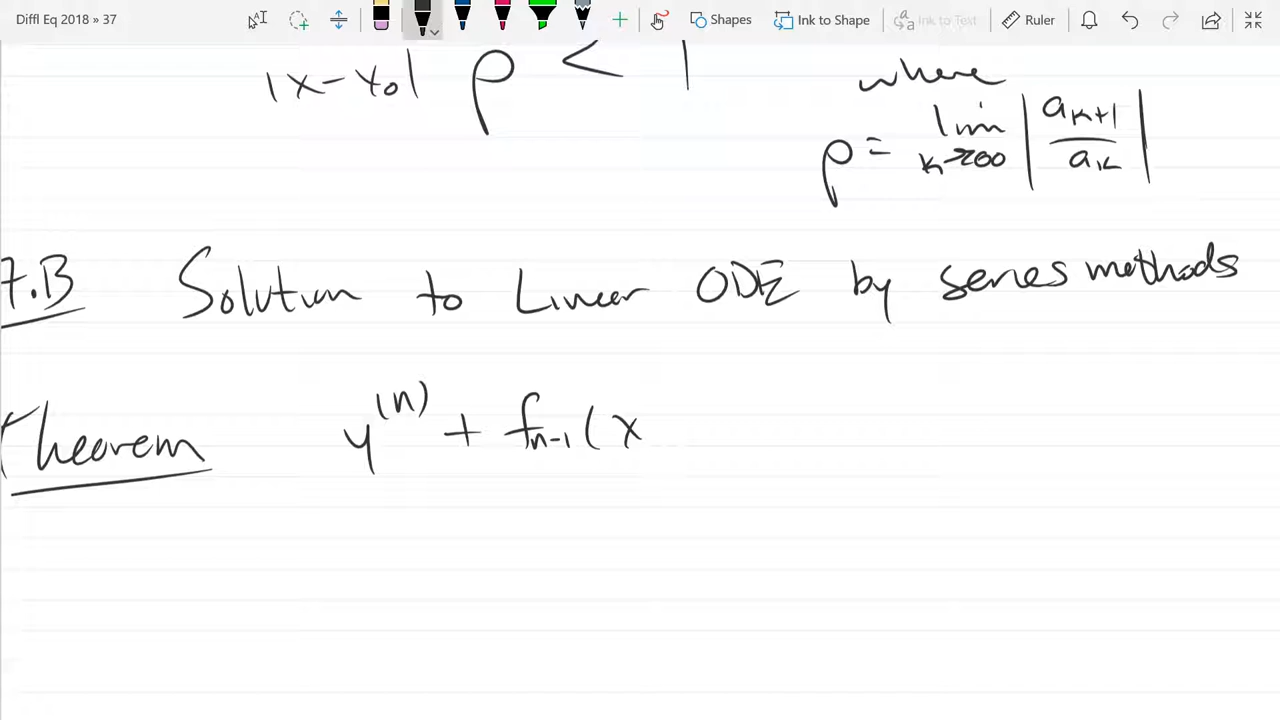 Diffl Eq 2018 » 37
Shapes
Ink to Shape
Ink to Text
Ruler
|x-x₀| ρ < 1
where
ρ = lim k→∞ |aₖ₊₁/aₖ|
7.B Solution to Linear ODE by series methods
Theorem y⁽ⁿ⁾ + fₙ₋₁(x